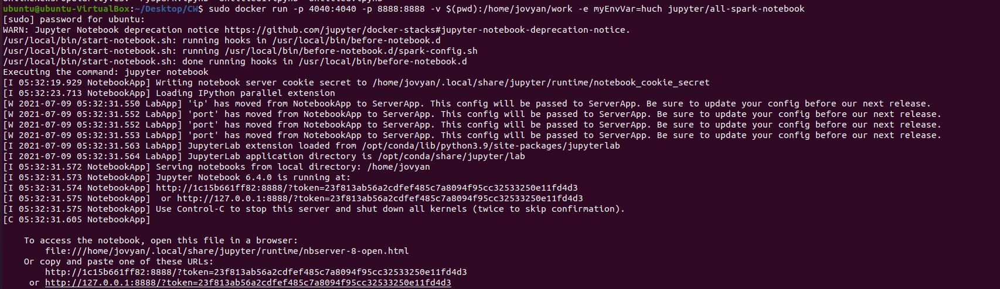 ubuntu@ubuntu-VirtualBox:~/Desktop/CW$ sudo docker run -p 4040:4040 -p 8888:8888 -v $(pwd):/home/jovyan/work -e myEnvVar=huch jupyter/all-spark-notebook
[sudo] password for ubuntu:
WARN: Jupyter Notebook deprecation notice https://github.com/jupyter/docker-stacks#jupyter-notebook-deprecation-notice.
/usr/local/bin/start-notebook.sh: running hooks in /usr/local/bin/before-notebook.d
/usr/local/bin/start-notebook.sh: running /usr/local/bin/before-notebook.d/spark-config.sh
/usr/local/bin/start-notebook.sh: done running hooks in /usr/local/bin/before-notebook.d
Executing the command: jupyter notebook
[I 05:32:19.929 NotebookApp] Writing notebook server cookie secret to /home/jovyan/.local/share/jupyter/runtime/notebook_cookie_secret
[I 05:32:23.713 NotebookApp] Loading IPython parallel extension
[W 2021-07-09 05:32:31.550 LabApp] 'ip' has moved from NotebookApp to ServerApp. This config will be passed to ServerApp. Be sure to update your config before our next release.
[W 2021-07-09 05:32:31.552 LabApp] 'port' has moved from NotebookApp to ServerApp. This config will be passed to ServerApp. Be sure to update your config before our next release.
[W 2021-07-09 05:32:31.552 LabApp] 'port' has moved from NotebookApp to ServerApp. This config will be passed to ServerApp. Be sure to update your config before our next release.
[W 2021-07-09 05:32:31.553 LabApp] 'port' has moved from NotebookApp to ServerApp. This config will be passed to ServerApp. Be sure to update your config before our next release.
[I 2021-07-09 05:32:31.563 LabApp] JupyterLab extension loaded from /opt/conda/lib/python3.9/site-packages/jupyterlab
[I 2021-07-09 05:32:31.564 LabApp] JupyterLab application directory is /opt/conda/share/jupyter/lab
[I 05:32:31.572 NotebookApp] Serving notebooks from local directory: /home/jovyan
[I 05:32:31.573 NotebookApp] Jupyter Notebook 6.4.0 is running at:
[I 05:32:31.574 NotebookApp] http://1c15b661ff82:8888/?token=23f813ab56a2cdfef485c7a8094f95cc32533250e11fd4d3
[I 05:32:31.575 NotebookApp]  or http://127.0.0.1:8888/?token=23f813ab56a2cdfef485c7a8094f95cc32533250e11fd4d3
[I 05:32:31.575 NotebookApp] Use Control-C to stop this server and shut down all kernels (twice to skip confirmation).
[C 05:32:31.605 NotebookApp]
To access the notebook, open this file in a browser:
file:///home/jovyan/.local/share/jupyter/runtime/nbserver-8-open.html
Or copy and paste one of these URLs:
http://1c15b661ff82:8888/?token=23f813ab56a2cdfef485c7a8094f95cc32533250e11fd4d3
or http://127.0.0.1:8888/?token=23f813ab56a2cdfef485c7a8094f95cc32533250e11fd4d3